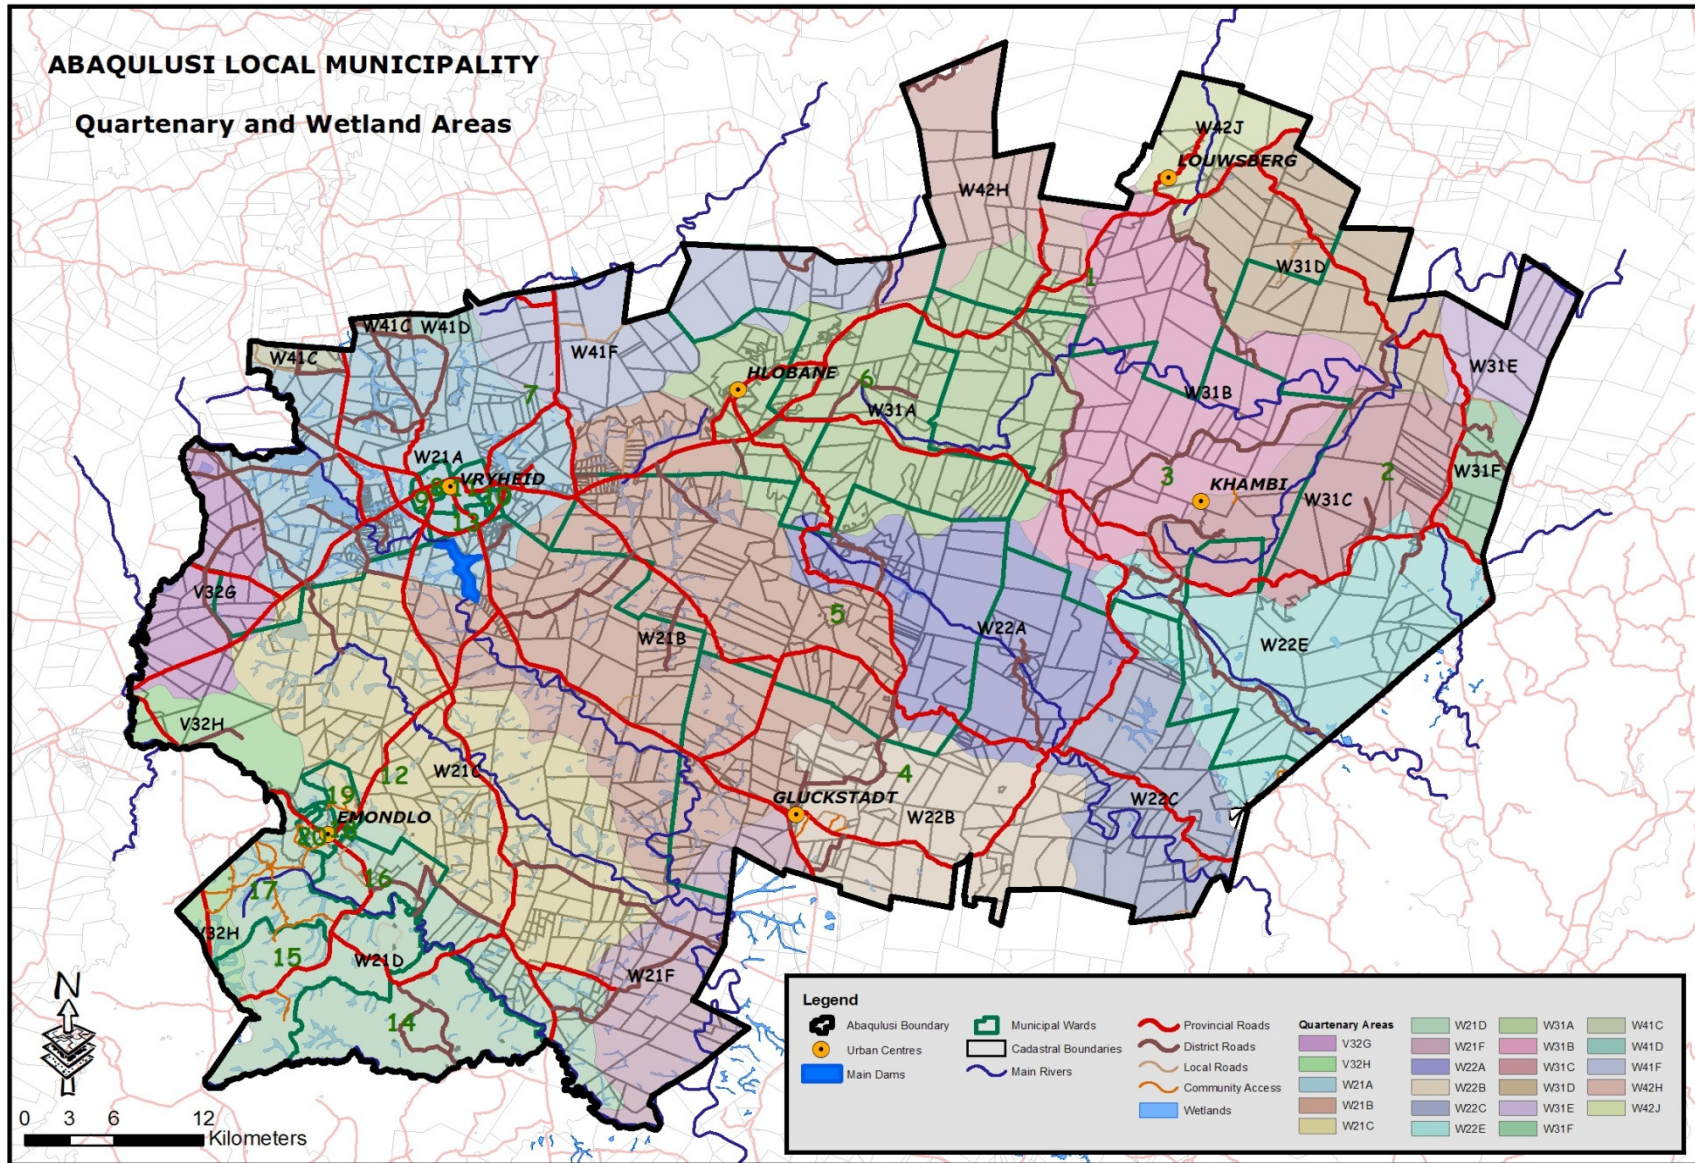 ABAQULUSI LOCAL MUNICIPALITY
Quartenary and Wetland Areas
W42J
LOUWSBERG
W42H
W31D
1
W41C
W41D
W41C
W41F
W31E
7
HLOBANE
6
W31A
W31B
W21A
VRYHEID
9
13
3
KHAMBI
2
W31C
W31F
V32G
5
W21B
W22A
W22E
V32H
12
W21C
4
19
EMONDLO
20
GLUCKSTADT
W22B
W22C
16
17
V32H
15
W21D
W21F
14
N
0 3 6 12
Kilometers
Legend
Abaqulusi Boundary
Urban Centres
Main Dams
Municipal Wards
Cadastral Boundaries
Main Rivers
Provincial Roads
District Roads
Local Roads
Community Access
Wetlands
Quartenary Areas
V32G
V32H
W21A
W21B
W21C
W21D
W21F
W22A
W22B
W22C
W22E
W31A
W31B
W31C
W31D
W31E
W31F
W41C
W41D
W41F
W42H
W42J